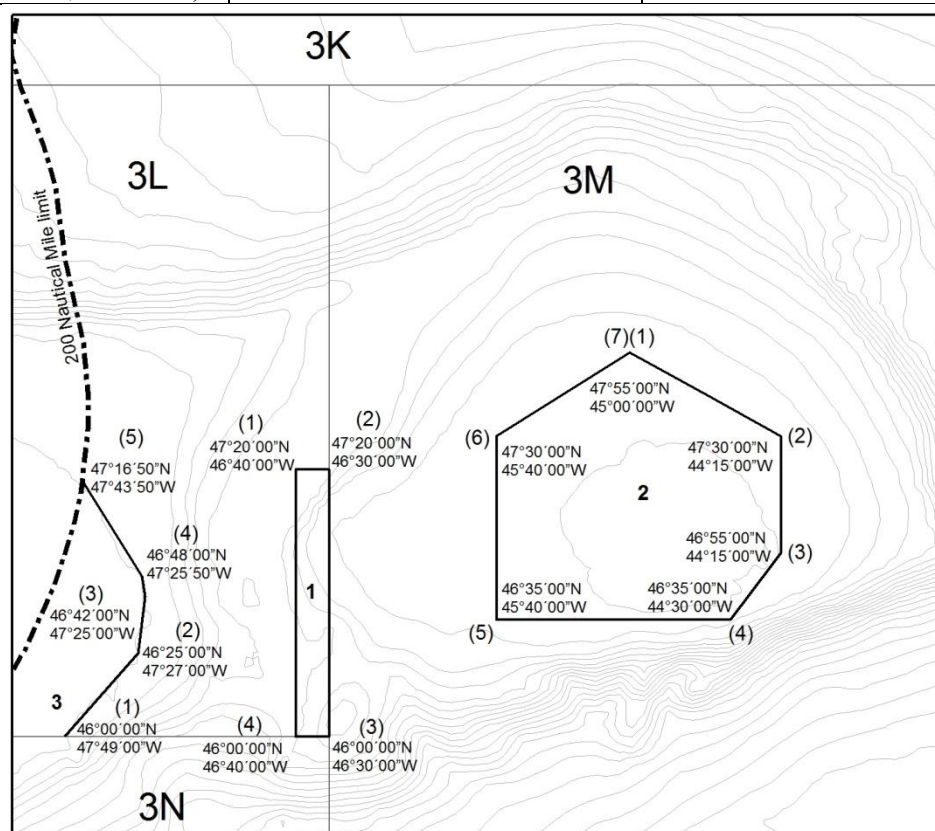 3K
3L
3M
200 Nautical Mile limit
(7)(1)
47°55´00"N
45°00´00"W
(5)
47°16´50"N
47°43´50"W
(1)
47°20´00"N
46°40´00"W
(2)
47°20´00"N
46°30´00"W
(6)
47°30´00"N
45°40´00"W
47°30´00"N
44°15´00"W
(2)
2
(4)
46°48´00"N
47°25´50"W
46°55´00"N
44°15´00"W
(3)
(3)
46°42´00"N
47°25´00"W
1
46°35´00"N
45°40´00"W
46°35´00"N
44°30´00"W
(5)
(4)
(2)
46°25´00"N
47°27´00"W
3
(1)
46°00´00"N
47°49´00"W
(4)
46°00´00"N
46°40´00"W
(3)
46°00´00"N
46°30´00"W
3N